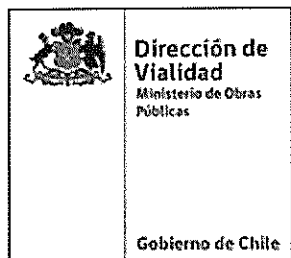 Dirección de
Vialidad
Ministerio de Obras
Públicas
Gobierno de Chile